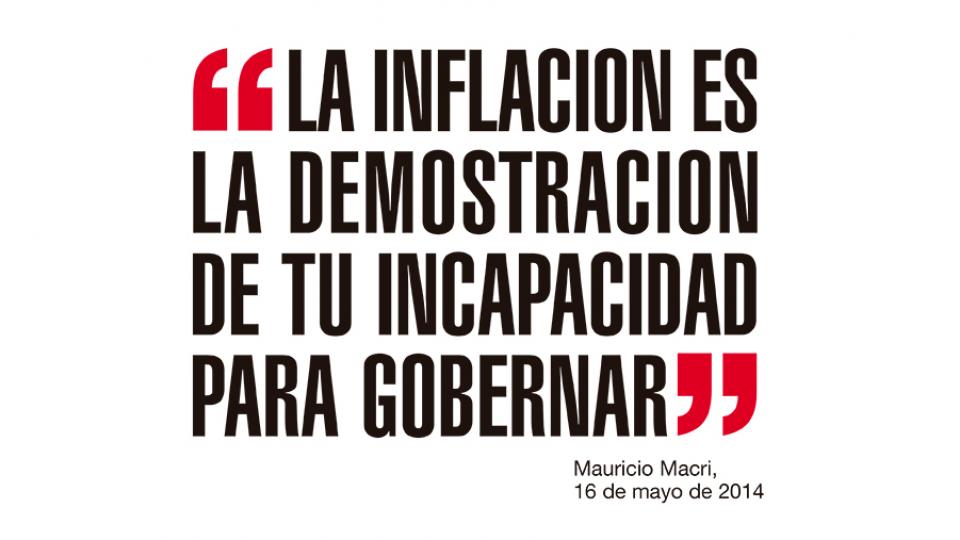 “LA INFLACION ES
LA DEMOSTRACION
DE TU INCAPACIDAD
PARA GOBERNAR”
Mauricio Macri,
16 de mayo de 2014